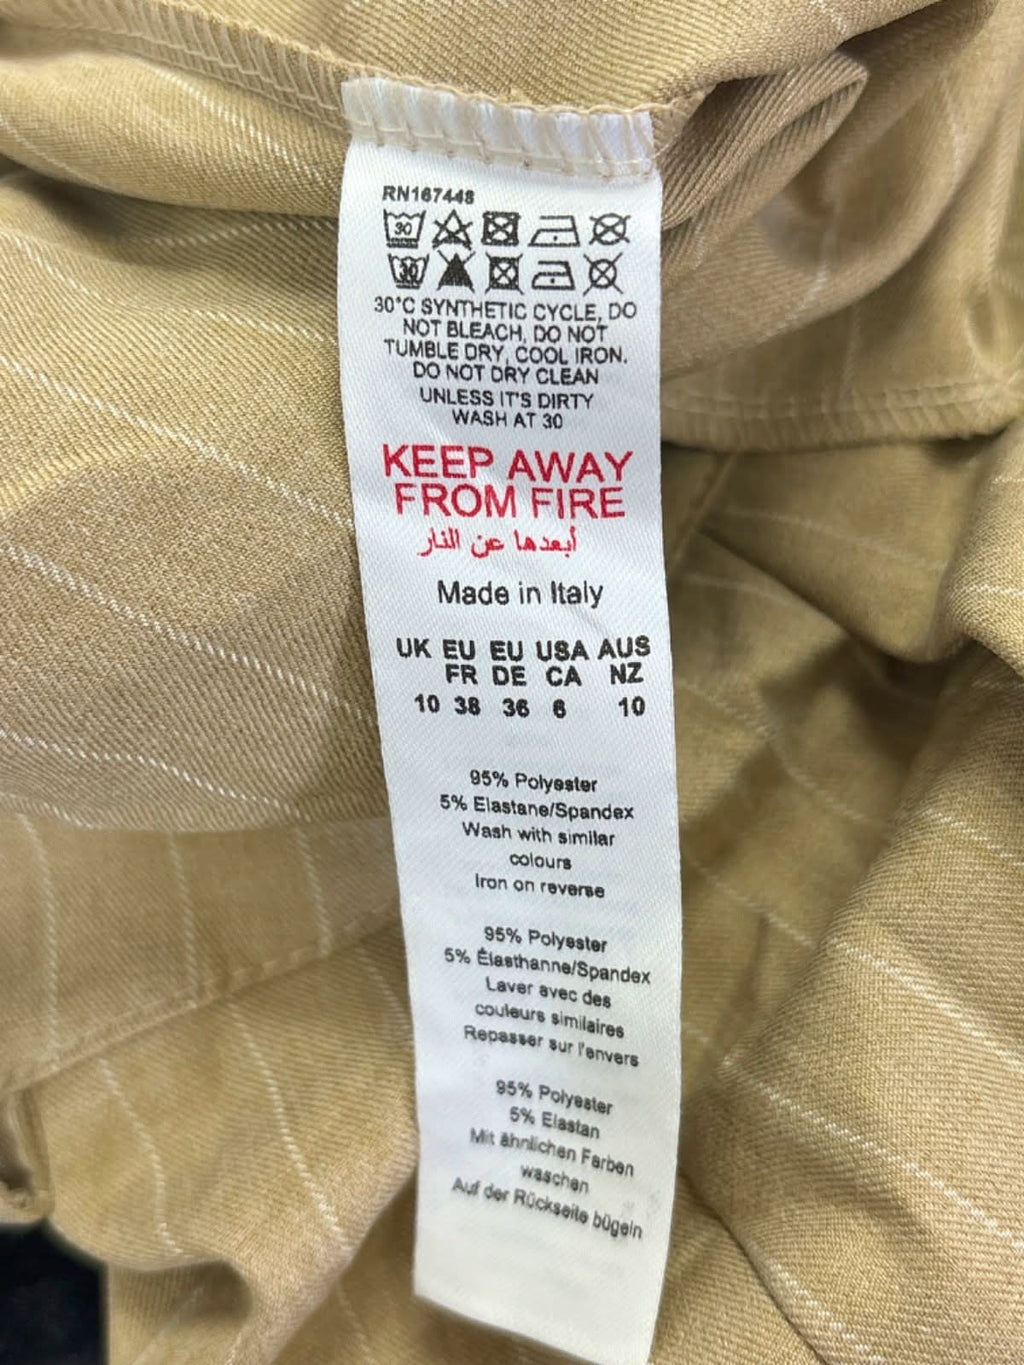 RN167448
30
30
30°C SYNTHETIC CYCLE, DO
NOT BLEACH, DO NOT
TUMBLE DRY, COOL IRON.
DO NOT DRY CLEAN
UNLESS IT'S DIRTY
WASH AT 30
KEEP AWAY
FROM FIRE
أبعدها عن النار
Made in Italy
UK EU EU USA AUS
FR DE CA NZ
10 38 36 6 10
95% Polyester
5% Elastane/Spandex
Wash with similar
colours
Iron on reverse
95% Polyester
5% Élasthanne/Spandex
Laver avec des
couleurs similaires
Repasser sur l'envers
95% Polyester
5% Elastan
Mit ähnlichen Farben
waschen
Auf der Rückseite bügeln